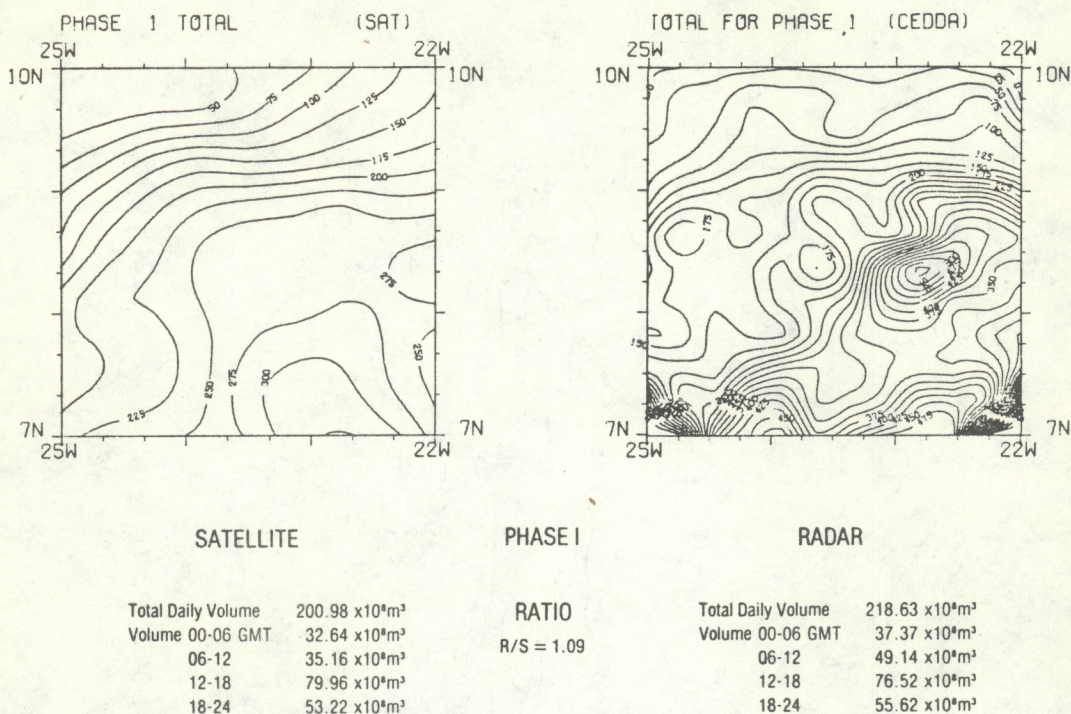 PHASE 1 TOTAL (SAT)
25W 22W
10N 10N
50
75
100
125
150
175
200
275
250
275
300
250
225
7N 7N
25W 22W
TOTAL FOR PHASE 1 (CEDDA)
25W 22W
10N 10N
100
125
200
175
175
350
150
7N 7N
25W 22W
SATELLITE PHASE I RADAR
Total Daily Volume 200.98 x10⁸m³
Volume 00-06 GMT 32.64 x10⁸m³
06-12 35.16 x10⁸m³
12-18 79.96 x10⁸m³
18-24 53.22 x10⁸m³
RATIO
R/S = 1.09
Total Daily Volume 218.63 x10⁸m³
Volume 00-06 GMT 37.37 x10⁸m³
06-12 49.14 x10⁸m³
12-18 76.52 x10⁸m³
18-24 55.62 x10⁸m³